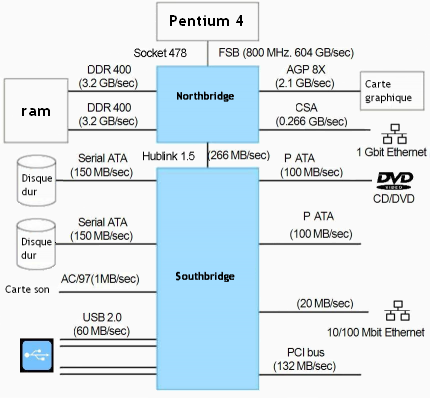 Pentium 4
Socket 478
FSB (800 MHz. 604 GB/sec)
DDR 400
(3.2 GB/sec)
AGP 8X
(2.1 GB/sec)
Carte
graphique
ram
Northbridge
DDR 400
(3.2 GB/sec)
CSA
(0.266 GB/sec)
1 Gbit Ethernet
Hublink 1.5
(266 MB/sec)
Disque
dur
Serial ATA
(150 MB/sec)
P ATA
(100 MB/sec)
DVD
VIDEO
CD/DVD
Disque
dur
Serial ATA
(150 MB/sec)
P ATA
(100 MB/sec)
Southbridge
Carte son
AC/97(1MB/sec)
(20 MB/sec)
10/100 Mbit Ethernet
USB 2.0
(60 MB/sec)
PCI bus
(132 MB/sec)